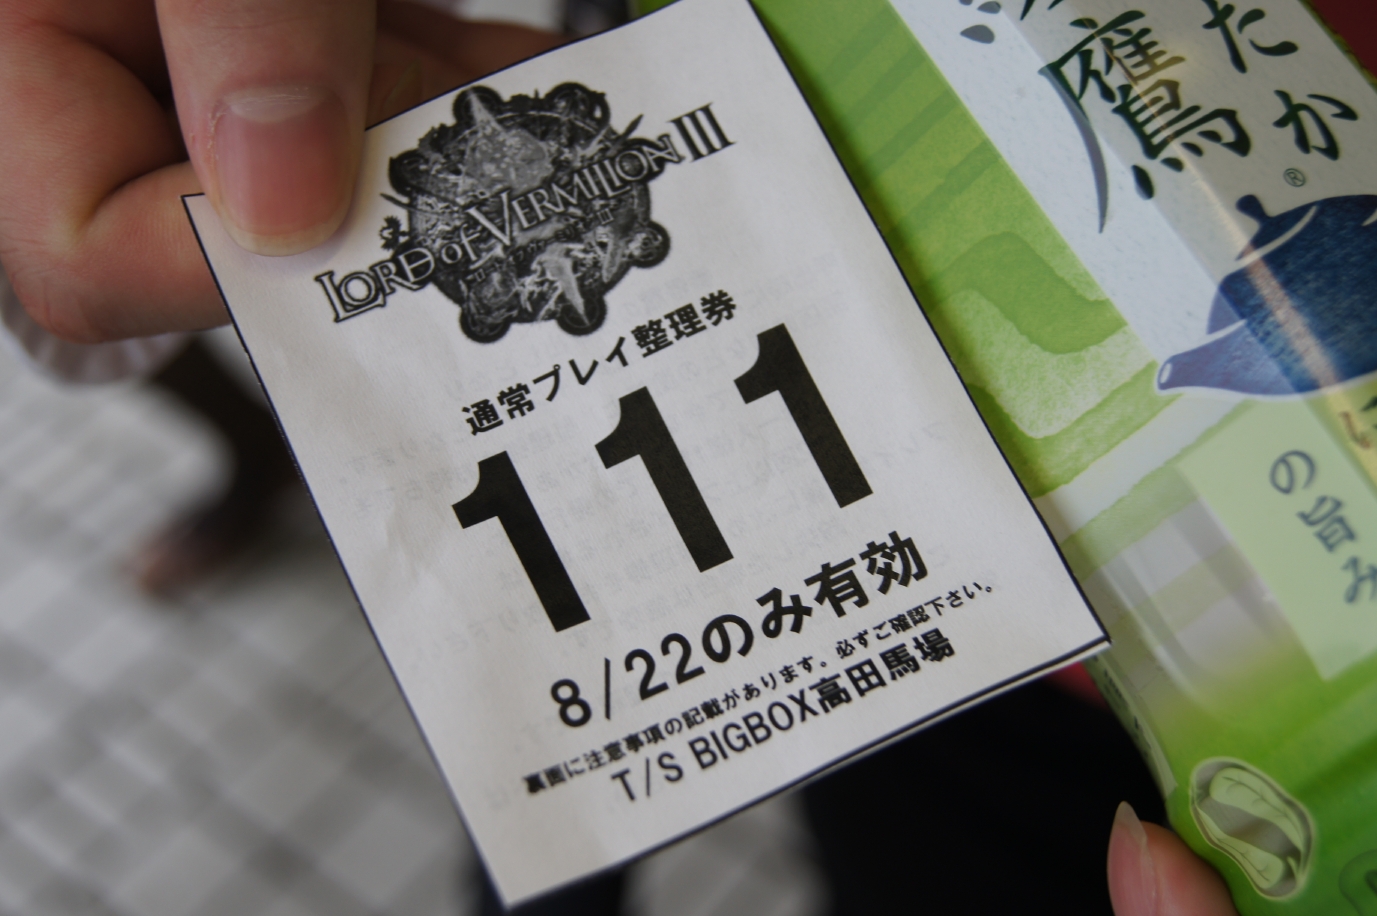 LORD of VERMILION III
通常プレイ整理券
111
8/22のみ有効
裏面に注意事項の記載があります。必ずご確認下さい。
T/S BIGBOX高田馬場
たか
鷹
®
の旨み